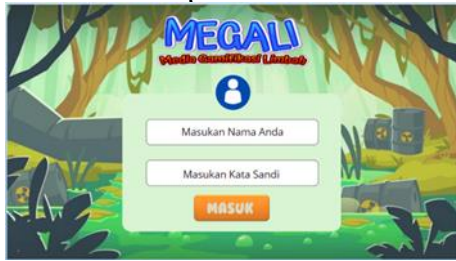 MEGALI
Media Gamifikasi Limbah
Masukan Nama Anda
Masukan Kata Sandi
MASUK